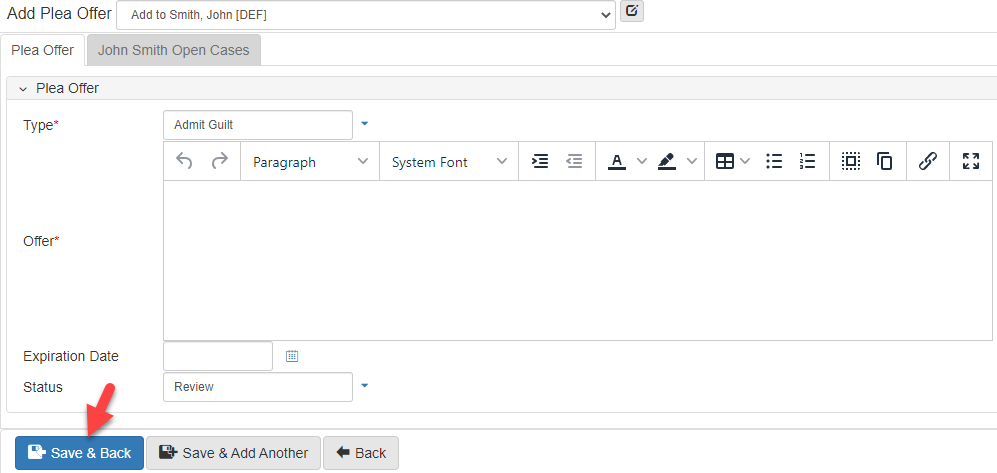 Add Plea Offer Add to Smith, John [DEF]
Plea Offer John Smith Open Cases
Plea Offer
Type* Admit Guilt
Paragraph System Font A
Offer*
Expiration Date
Status Review
Save & Back Save & Add Another Back